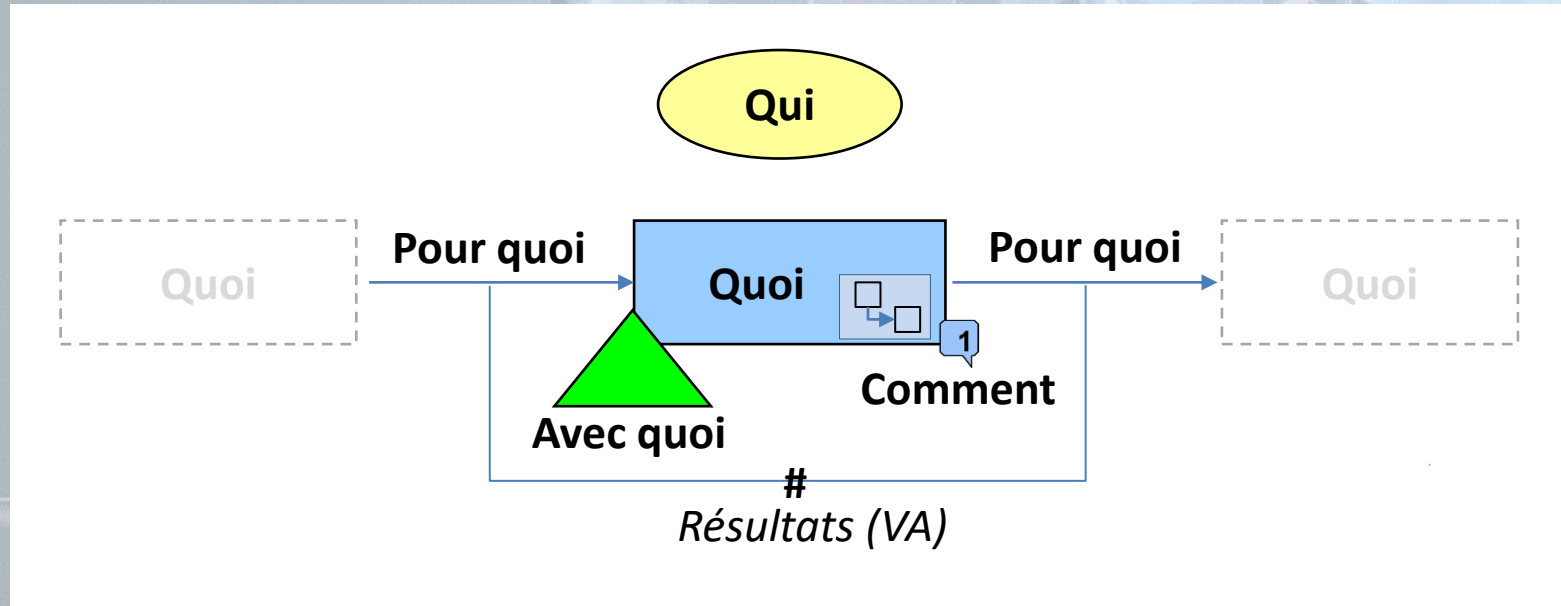 Qui
Pour quoi
Pour quoi
Quoi
Quoi
Quoi
1
Comment
Avec quoi
#
Résultats (VA)